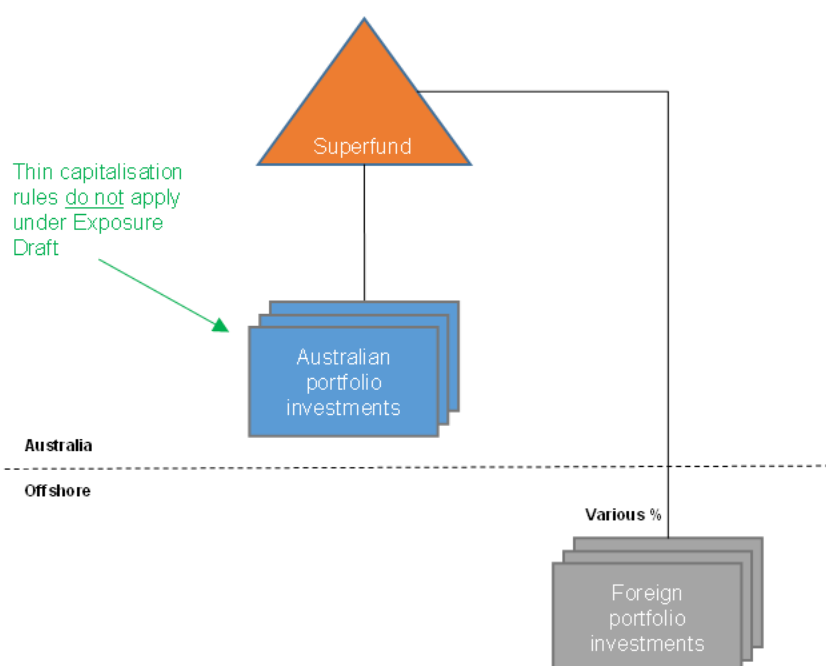 Superfund
Thin capitalisation
rules do not apply
under Exposure
Draft
Australian
portfolio
investments
Australia
Offshore
Various %
Foreign
portfolio
investments